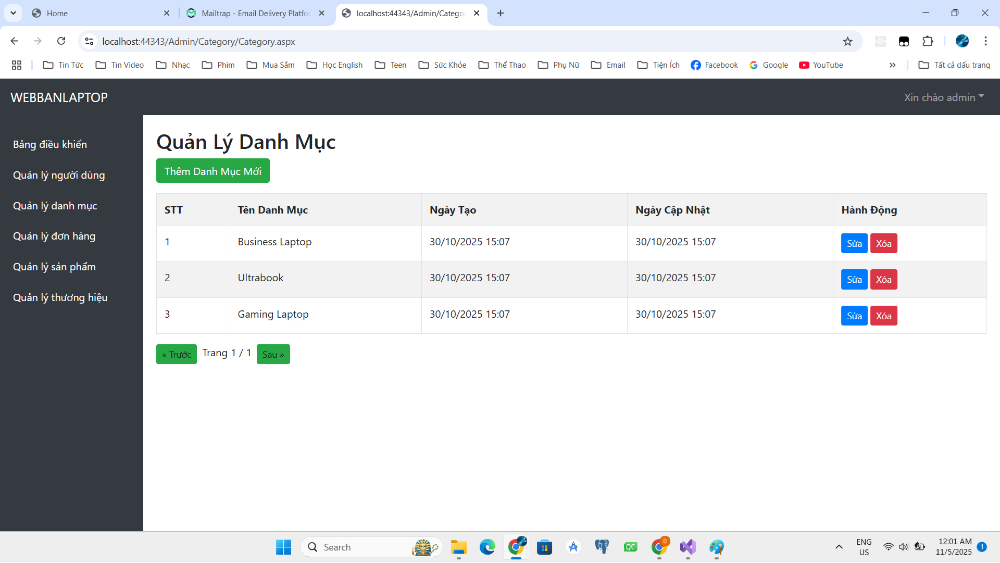 Home
Mailtrap - Email Delivery Platfor
localhost:44343/Admin/Catego
localhost:44343/Admin/Category/Category.aspx
Tin Tức Tin Video Nhạc Phim Mua Sắm Học English Teen Sức Khỏe Thể Thao Phụ Nữ Email Tiện Ích Facebook Google YouTube » Tất cả dấu trang
WEBBANLAPTOP
Xin chào admin
Bảng điều khiển
Quản lý người dùng
Quản lý danh mục
Quản lý đơn hàng
Quản lý sản phẩm
Quản lý thương hiệu
Quản Lý Danh Mục
Thêm Danh Mục Mới
STT Tên Danh Mục Ngày Tạo Ngày Cập Nhật Hành Động
1 Business Laptop 30/10/2025 15:07 30/10/2025 15:07 Sửa Xóa
2 Ultrabook 30/10/2025 15:07 30/10/2025 15:07 Sửa Xóa
3 Gaming Laptop 30/10/2025 15:07 30/10/2025 15:07 Sửa Xóa
« Trước Trang 1 / 1 Sau »
Search
QC
D
ENG
US
12:01 AM
11/5/2025
1